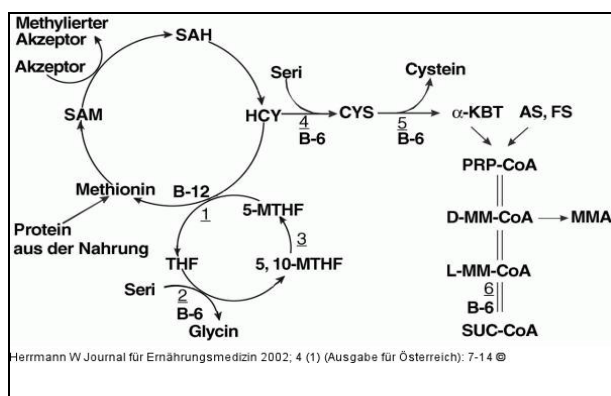 Methylierter
Akzeptor
Akzeptor
SAH
SAM
HCY
Seri
4
B-6
CYS
Cystein
5
B-6
α-KBT
AS, FS
PRP-CoA
D-MM-CoA
MMA
L-MM-CoA
6
B-6
SUC-CoA
Methionin
B-12
1
5-MTHF
Protein
aus der Nahrung
3
THF
5, 10-MTHF
Seri
2
B-6
Glycin
Herrmann W Journal für Ernährungsmedizin 2002; 4 (1) (Ausgabe für Österreich): 7-14 ©